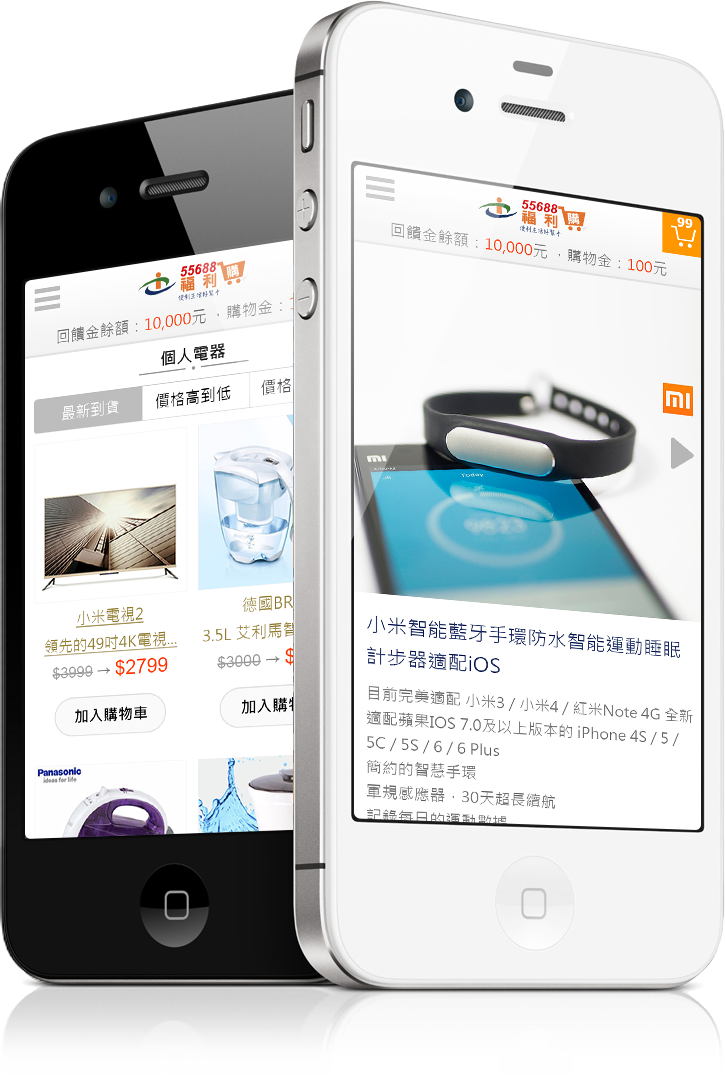 55688
福利購
便利生活好幫手
回饋金餘額：10,000元 ，購物金：
個人電器
最新到貨
價格高到低
價格
小米電視2
領先的49吋4K電視...
$3999 → $2799
加入購物車
德國BR
3.5L 艾利馬
$3000 → $
加入購
Panasonic
ideas for life
55688
福利購
便利生活好幫手
99
回饋金餘額：10,000元 ，購物金：100元
mi
mi
Today
小米智能藍牙手環防水智能運動睡眠
計步器適配iOS
目前完美適配 小米3 / 小米4 / 紅米Note 4G 全新
適配蘋果IOS 7.0及以上版本的 iPhone 4S / 5 /
5C / 5S / 6 / 6 Plus
簡約的智慧手環
軍規感應器，30天超長續航
記錄每日的運動數據